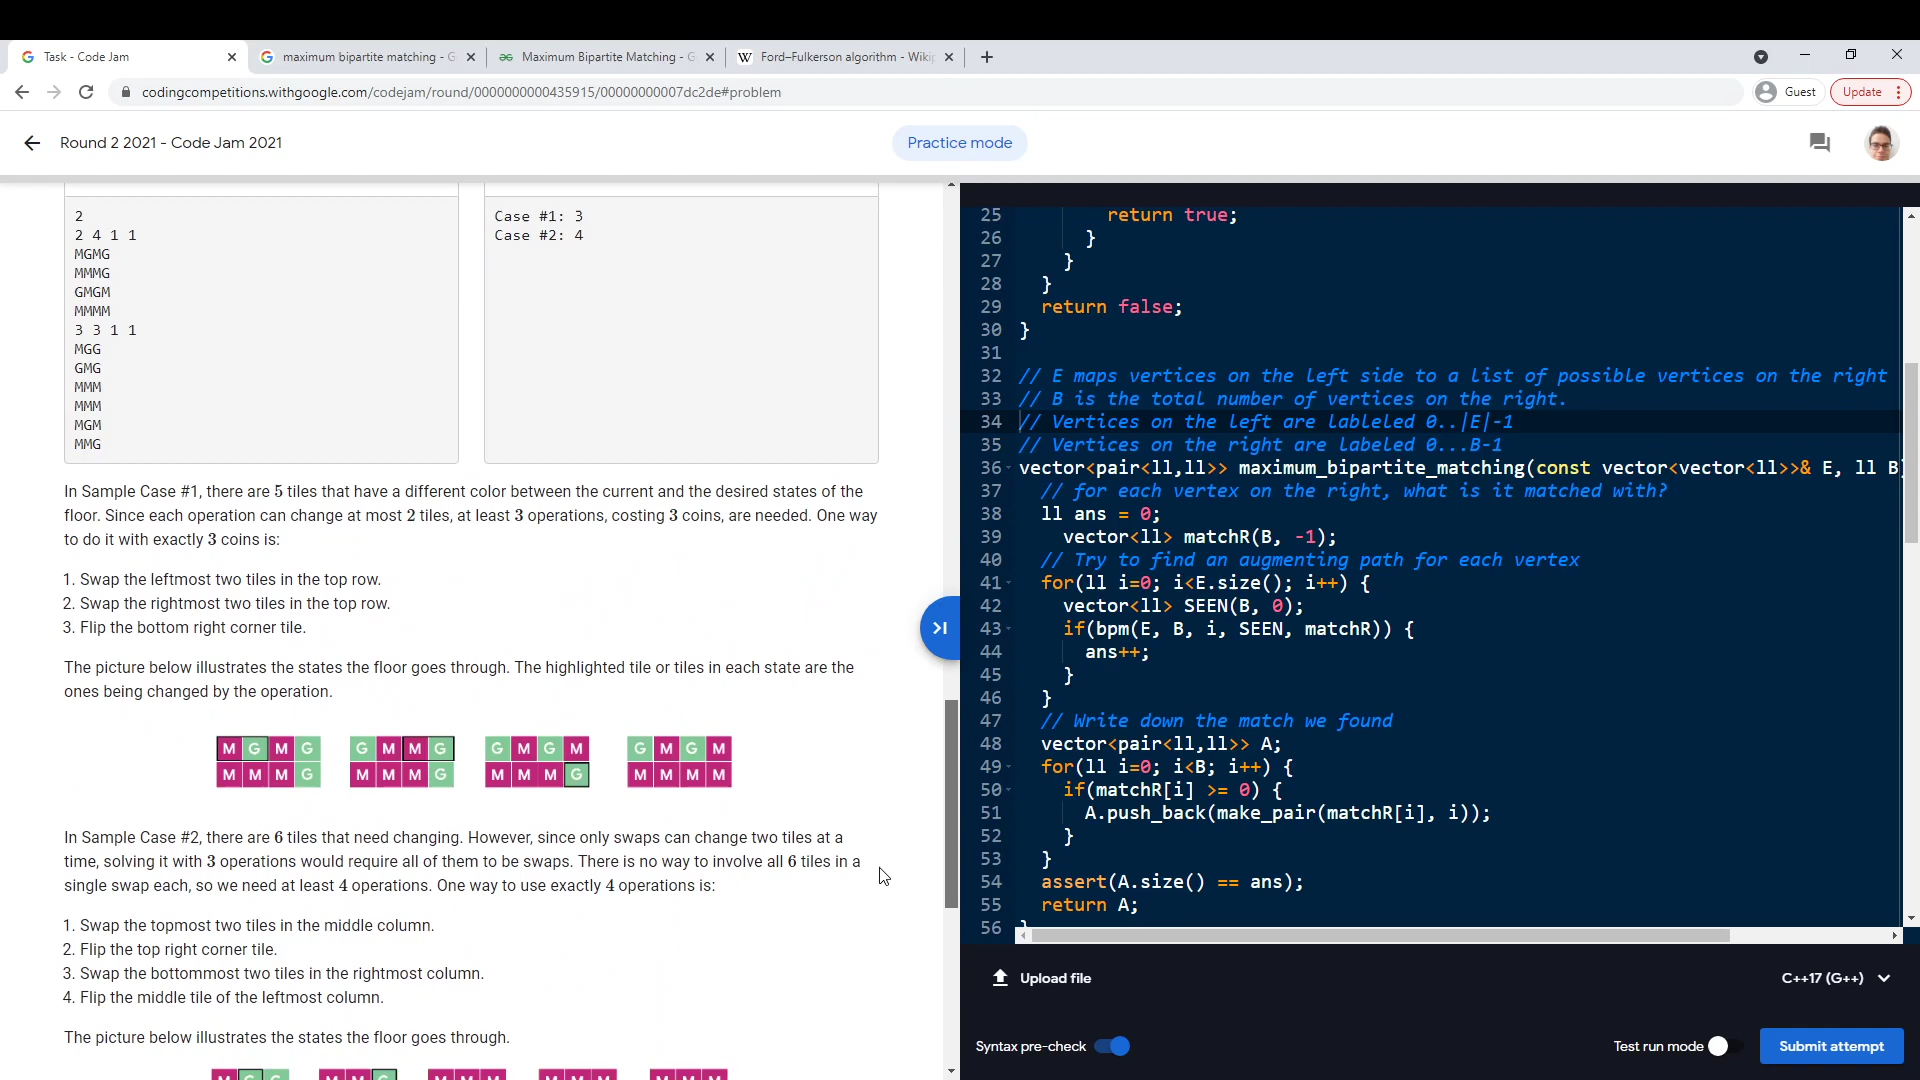 Task - Code Jam
maximum bipartite matching - G
Maximum Bipartite Matching - G
W
Ford–Fulkerson algorithm - Wikip
codingcompetitions.withgoogle.com/codejam/round/0000000000435915/00000000007dc2de#problem
Guest
Update
Round 2 2021 - Code Jam 2021
Practice mode
2
2 4 1 1
MGMG
MMMG
GMGM
MMMM
3 3 1 1
MGG
GMG
MMM
MMM
MGM
MMG
Case #1: 3
Case #2: 4
In Sample Case #1, there are 5 tiles that have a different color between the current and the desired states of the
floor. Since each operation can change at most 2 tiles, at least 3 operations, costing 3 coins, are needed. One way
to do it with exactly 3 coins is:
1. Swap the leftmost two tiles in the top row.
2. Swap the rightmost two tiles in the top row.
3. Flip the bottom right corner tile.
The picture below illustrates the states the floor goes through. The highlighted tile or tiles in each state are the
ones being changed by the operation.
M G M G G M M G G M G M G M G M
M M M G M M M G M M M G M M M M
In Sample Case #2, there are 6 tiles that need changing. However, since only swaps can change two tiles at a
time, solving it with 3 operations would require all of them to be swaps. There is no way to involve all 6 tiles in a
single swap each, so we need at least 4 operations. One way to use exactly 4 operations is:
1. Swap the topmost two tiles in the middle column.
2. Flip the top right corner tile.
3. Swap the bottommost two tiles in the rightmost column.
4. Flip the middle tile of the leftmost column.
The picture below illustrates the states the floor goes through.
25 return true;
26 }
27 }
28 }
29 return false;
30 }
31
32 // E maps vertices on the left side to a list of possible vertices on the right
33 // B is the total number of vertices on the right.
34 // Vertices on the left are lableled 0..|E|-1
35 // Vertices on the right are labeled 0...B-1
36 vector<pair<ll,ll>> maximum_bipartite_matching(const vector<vector<ll>>& E, ll B)
37 // for each vertex on the right, what is it matched with?
38 ll ans = 0;
39 vector<ll> matchR(B, -1);
40 // Try to find an augmenting path for each vertex
41 for(ll i=0; i<E.size(); i++) {
42 vector<ll> SEEN(B, 0);
43 if(bpm(E, B, i, SEEN, matchR)) {
44 ans++;
45 }
46 }
47 // Write down the match we found
48 vector<pair<ll,ll>> A;
49 for(ll i=0; i<B; i++) {
50 if(matchR[i] >= 0) {
51 A.push_back(make_pair(matchR[i], i));
52 }
53 }
54 assert(A.size() == ans);
55 return A;
56 }
Upload file
C++17 (G++)
Syntax pre-check
Test run mode
Submit attempt